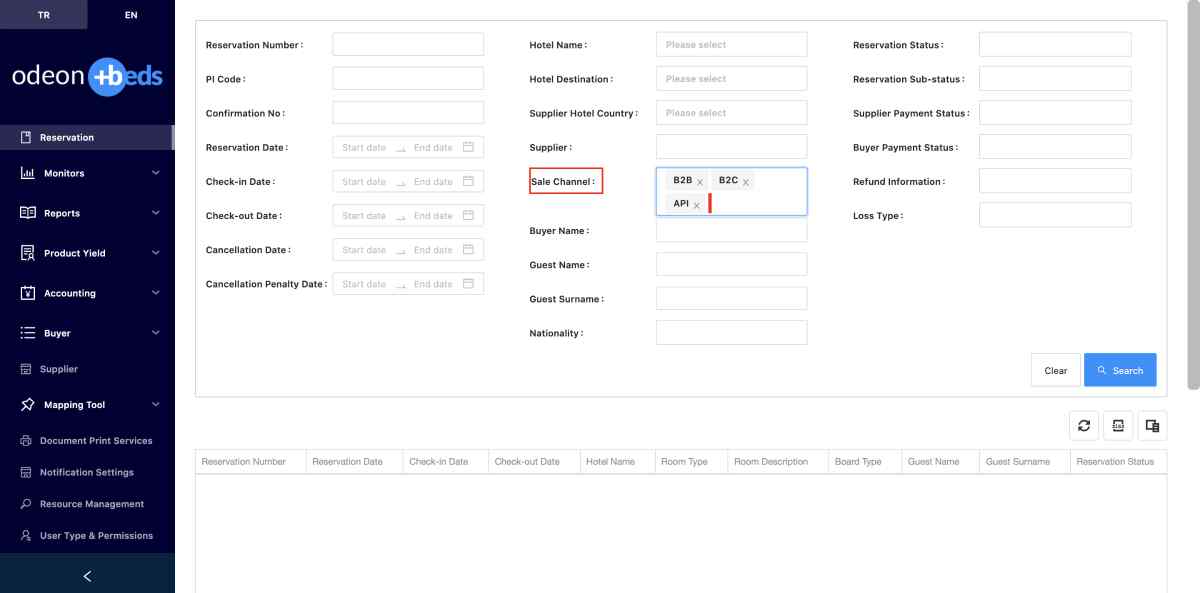 TR EN
odeon +beds
Reservation
Monitors
Reports
Product Yield
Accounting
Buyer
Supplier
Mapping Tool
Document Print Services
Notification Settings
Resource Management
User Type & Permissions
Reservation Number :
PI Code :
Confirmation No :
Reservation Date : Start date End date
Check-in Date : Start date End date
Check-out Date : Start date End date
Cancellation Date : Start date End date
Cancellation Penalty Date : Start date End date
Hotel Name : Please select
Hotel Destination : Please select
Supplier Hotel Country : Please select
Supplier :
Sale Channel : B2B B2C
API
Buyer Name :
Guest Name :
Guest Surname :
Nationality :
Reservation Status :
Reservation Sub-status :
Supplier Payment Status :
Buyer Payment Status :
Refund Information :
Loss Type :
Clear Search
Reservation Number Reservation Date Check-in Date Check-out Date Hotel Name Room Type Room Description Board Type Guest Name Guest Surname Reservation Status